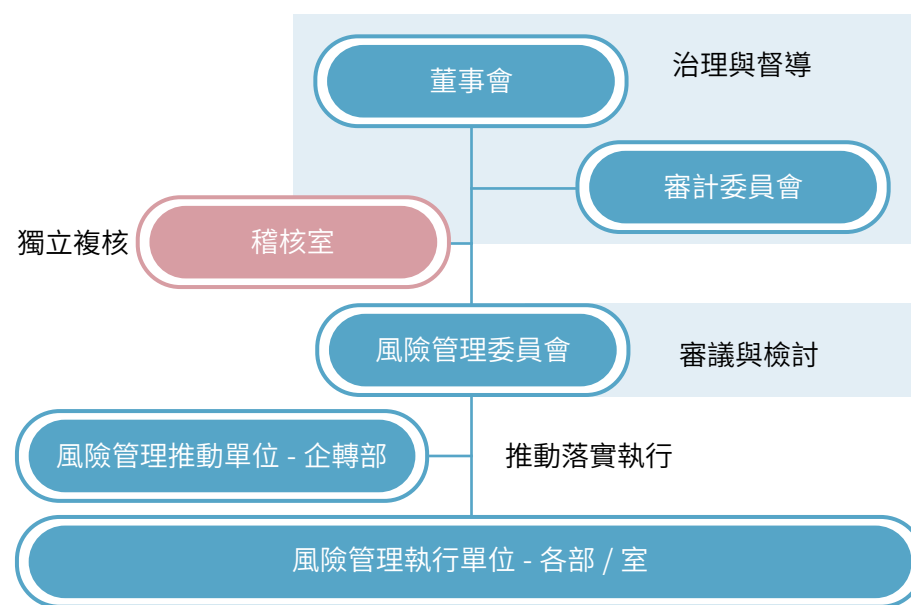 董事會
治理與督導
審計委員會
獨立複核
稽核室
風險管理委員會
審議與檢討
風險管理推動單位 - 企轉部
推動落實執行
風險管理執行單位 - 各部 / 室